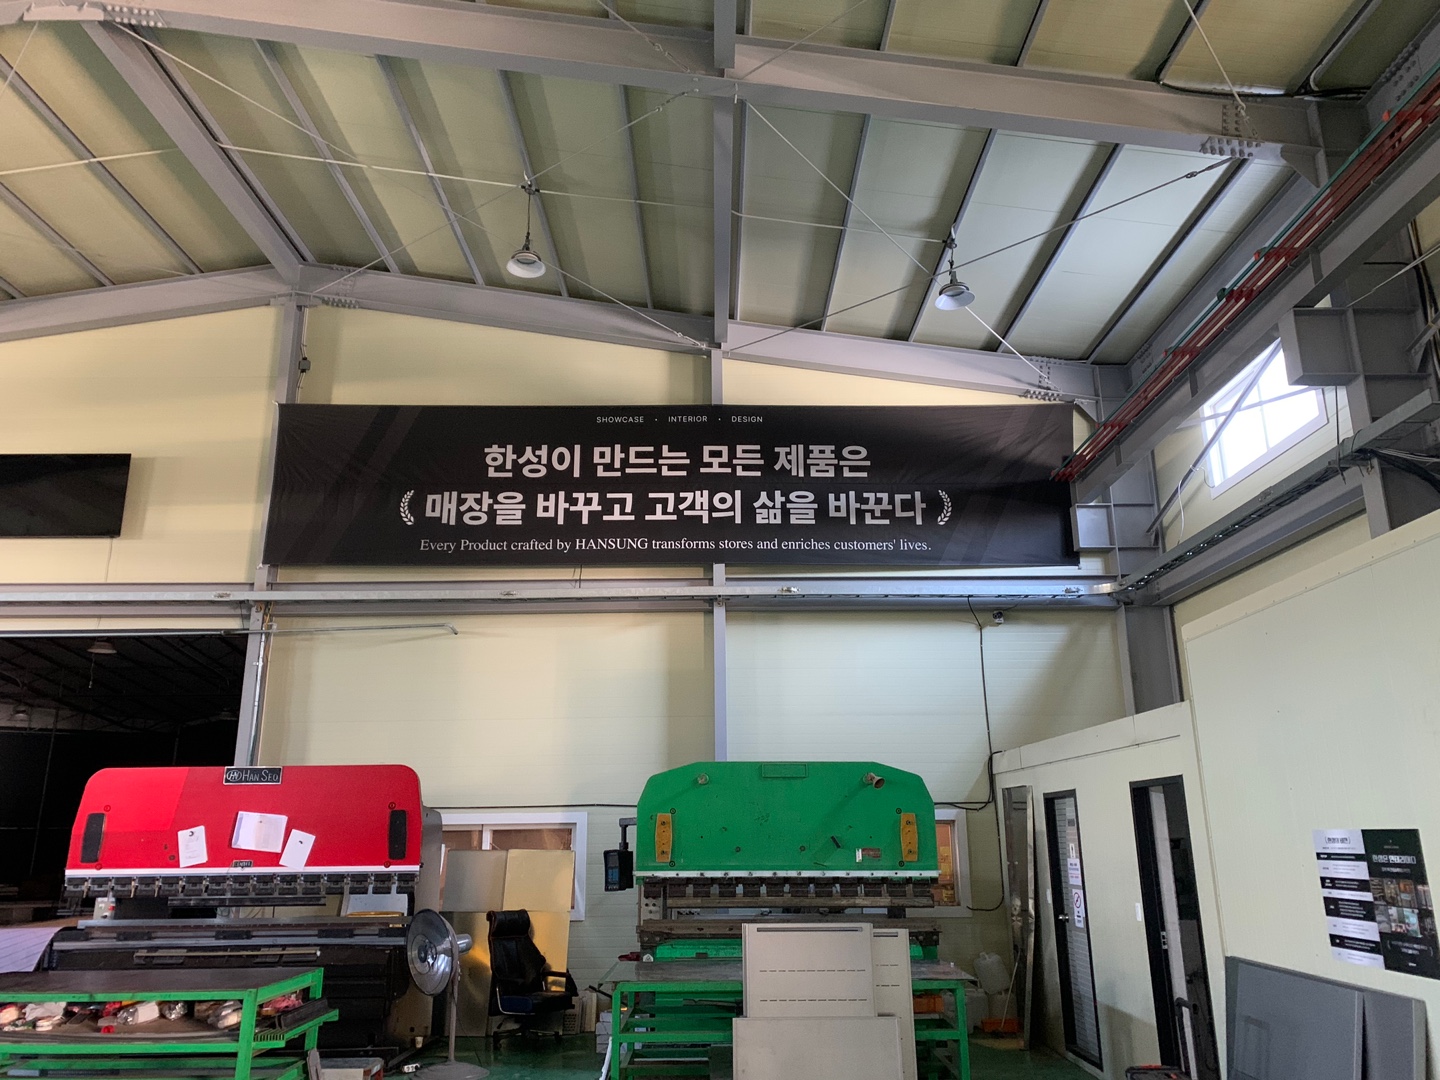 SHOWCASE • INTERIOR • DESIGN
한성이 만드는 모든 제품은
매장을 바꾸고 고객의 삶을 바꾼다
Every Product crafted by HANSUNG transforms stores and enriches customers' lives.
HAN SEO